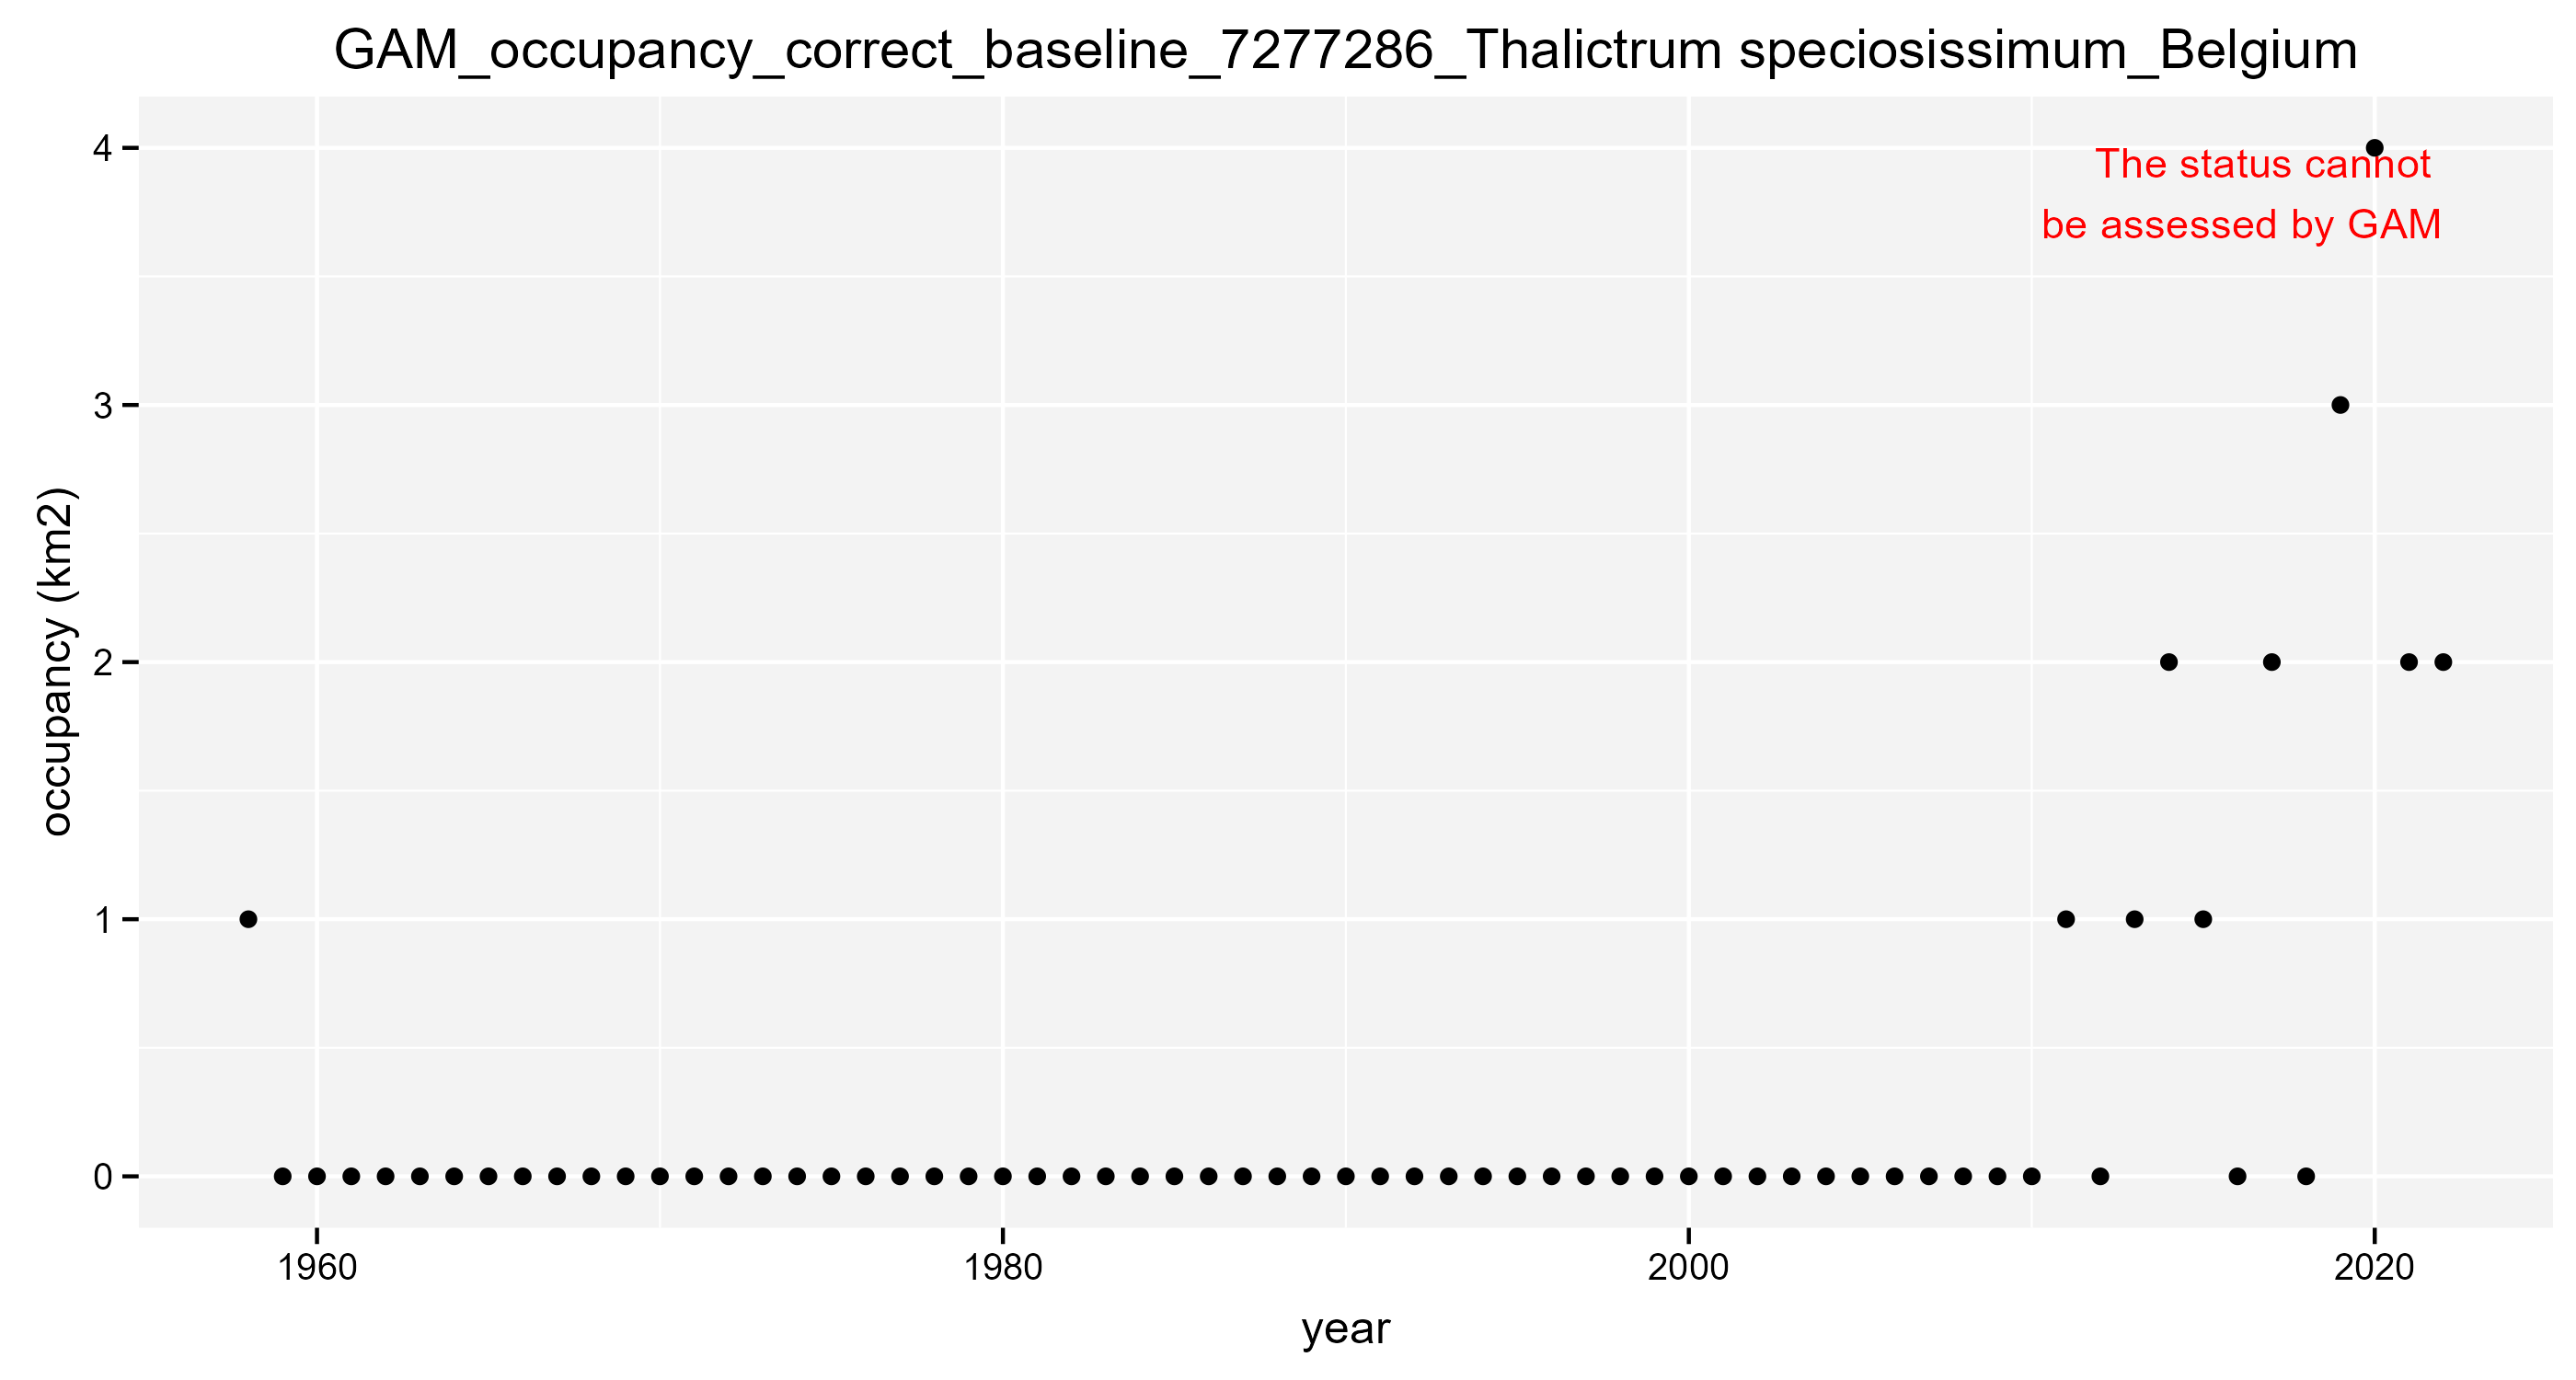 GAM_occupancy_correct_baseline_7277286_Thalictrum speciosissimum_Belgium
4
The status cannot
be assessed by GAM
3
occupancy (km2)
2
1
0
1960 1980 2000 2020
year